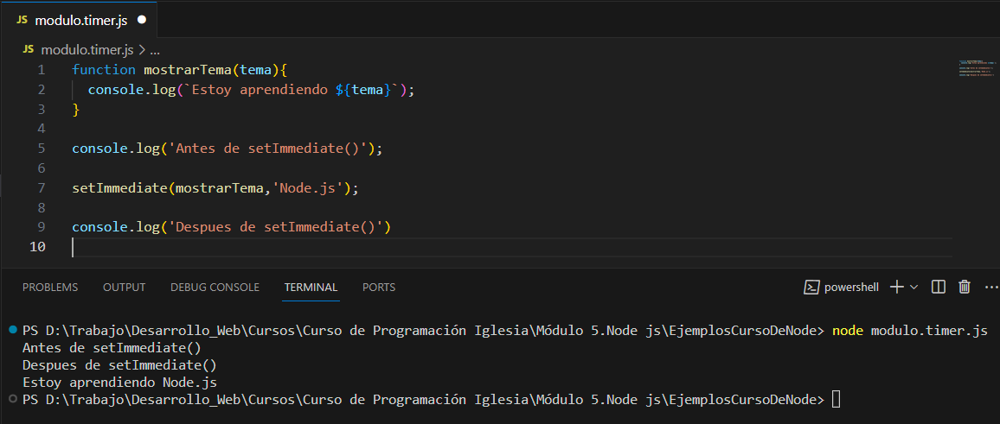 JS modulo.timer.js
JS modulo.timer.js > ...
1 function mostrarTema(tema){
2 console.log(`Estoy aprendiendo ${tema}`);
3 }
4
5 console.log('Antes de setImmediate()');
6
7 setImmediate(mostrarTema,'Node.js');
8
9 console.log('Despues de setImmediate()')
10
PROBLEMS OUTPUT DEBUG CONSOLE TERMINAL PORTS powershell
PS D:\Trabajo\Desarrollo_Web\Cursos\Curso de Programación Iglesia\Módulo 5.Node js\EjemplosCursoDeNode> node modulo.timer.js
Antes de setImmediate()
Despues de setImmediate()
Estoy aprendiendo Node.js
PS D:\Trabajo\Desarrollo_Web\Cursos\Curso de Programación Iglesia\Módulo 5.Node js\EjemplosCursoDeNode>